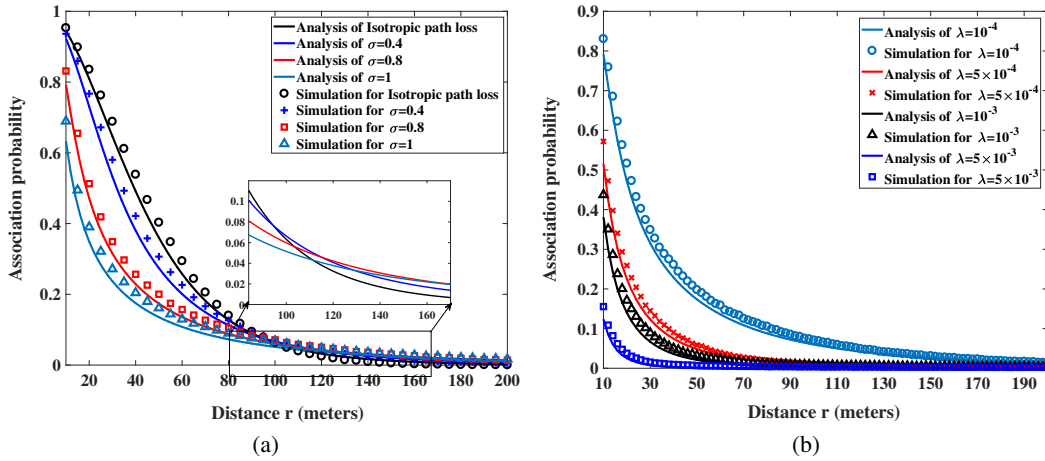 Association probability
1
0.8
0.6
0.4
0.2
0
20 40 60 80 100 120 140 160 180 200
Distance r (meters)
Analysis of Isotropic path loss
Analysis of σ=0.4
Analysis of σ=0.8
Analysis of σ=1
Simulation for Isotropic path loss
Simulation for σ=0.4
Simulation for σ=0.8
Simulation for σ=1
0.1
0.08
0.06
0.04
0.02
0
100 120 140 160
(a)
Association probability
0.9
0.8
0.7
0.6
0.5
0.4
0.3
0.2
0.1
0
10 30 50 70 90 110 130 150 170 190
Distance r (meters)
Analysis of λ=10⁻⁴
Simulation for λ=10⁻⁴
Analysis of λ=5×10⁻⁴
Simulation for λ=5×10⁻⁴
Analysis of λ=10⁻³
Simulation for λ=10⁻³
Analysis of λ=5×10⁻³
Simulation for λ=5×10⁻³
(b)